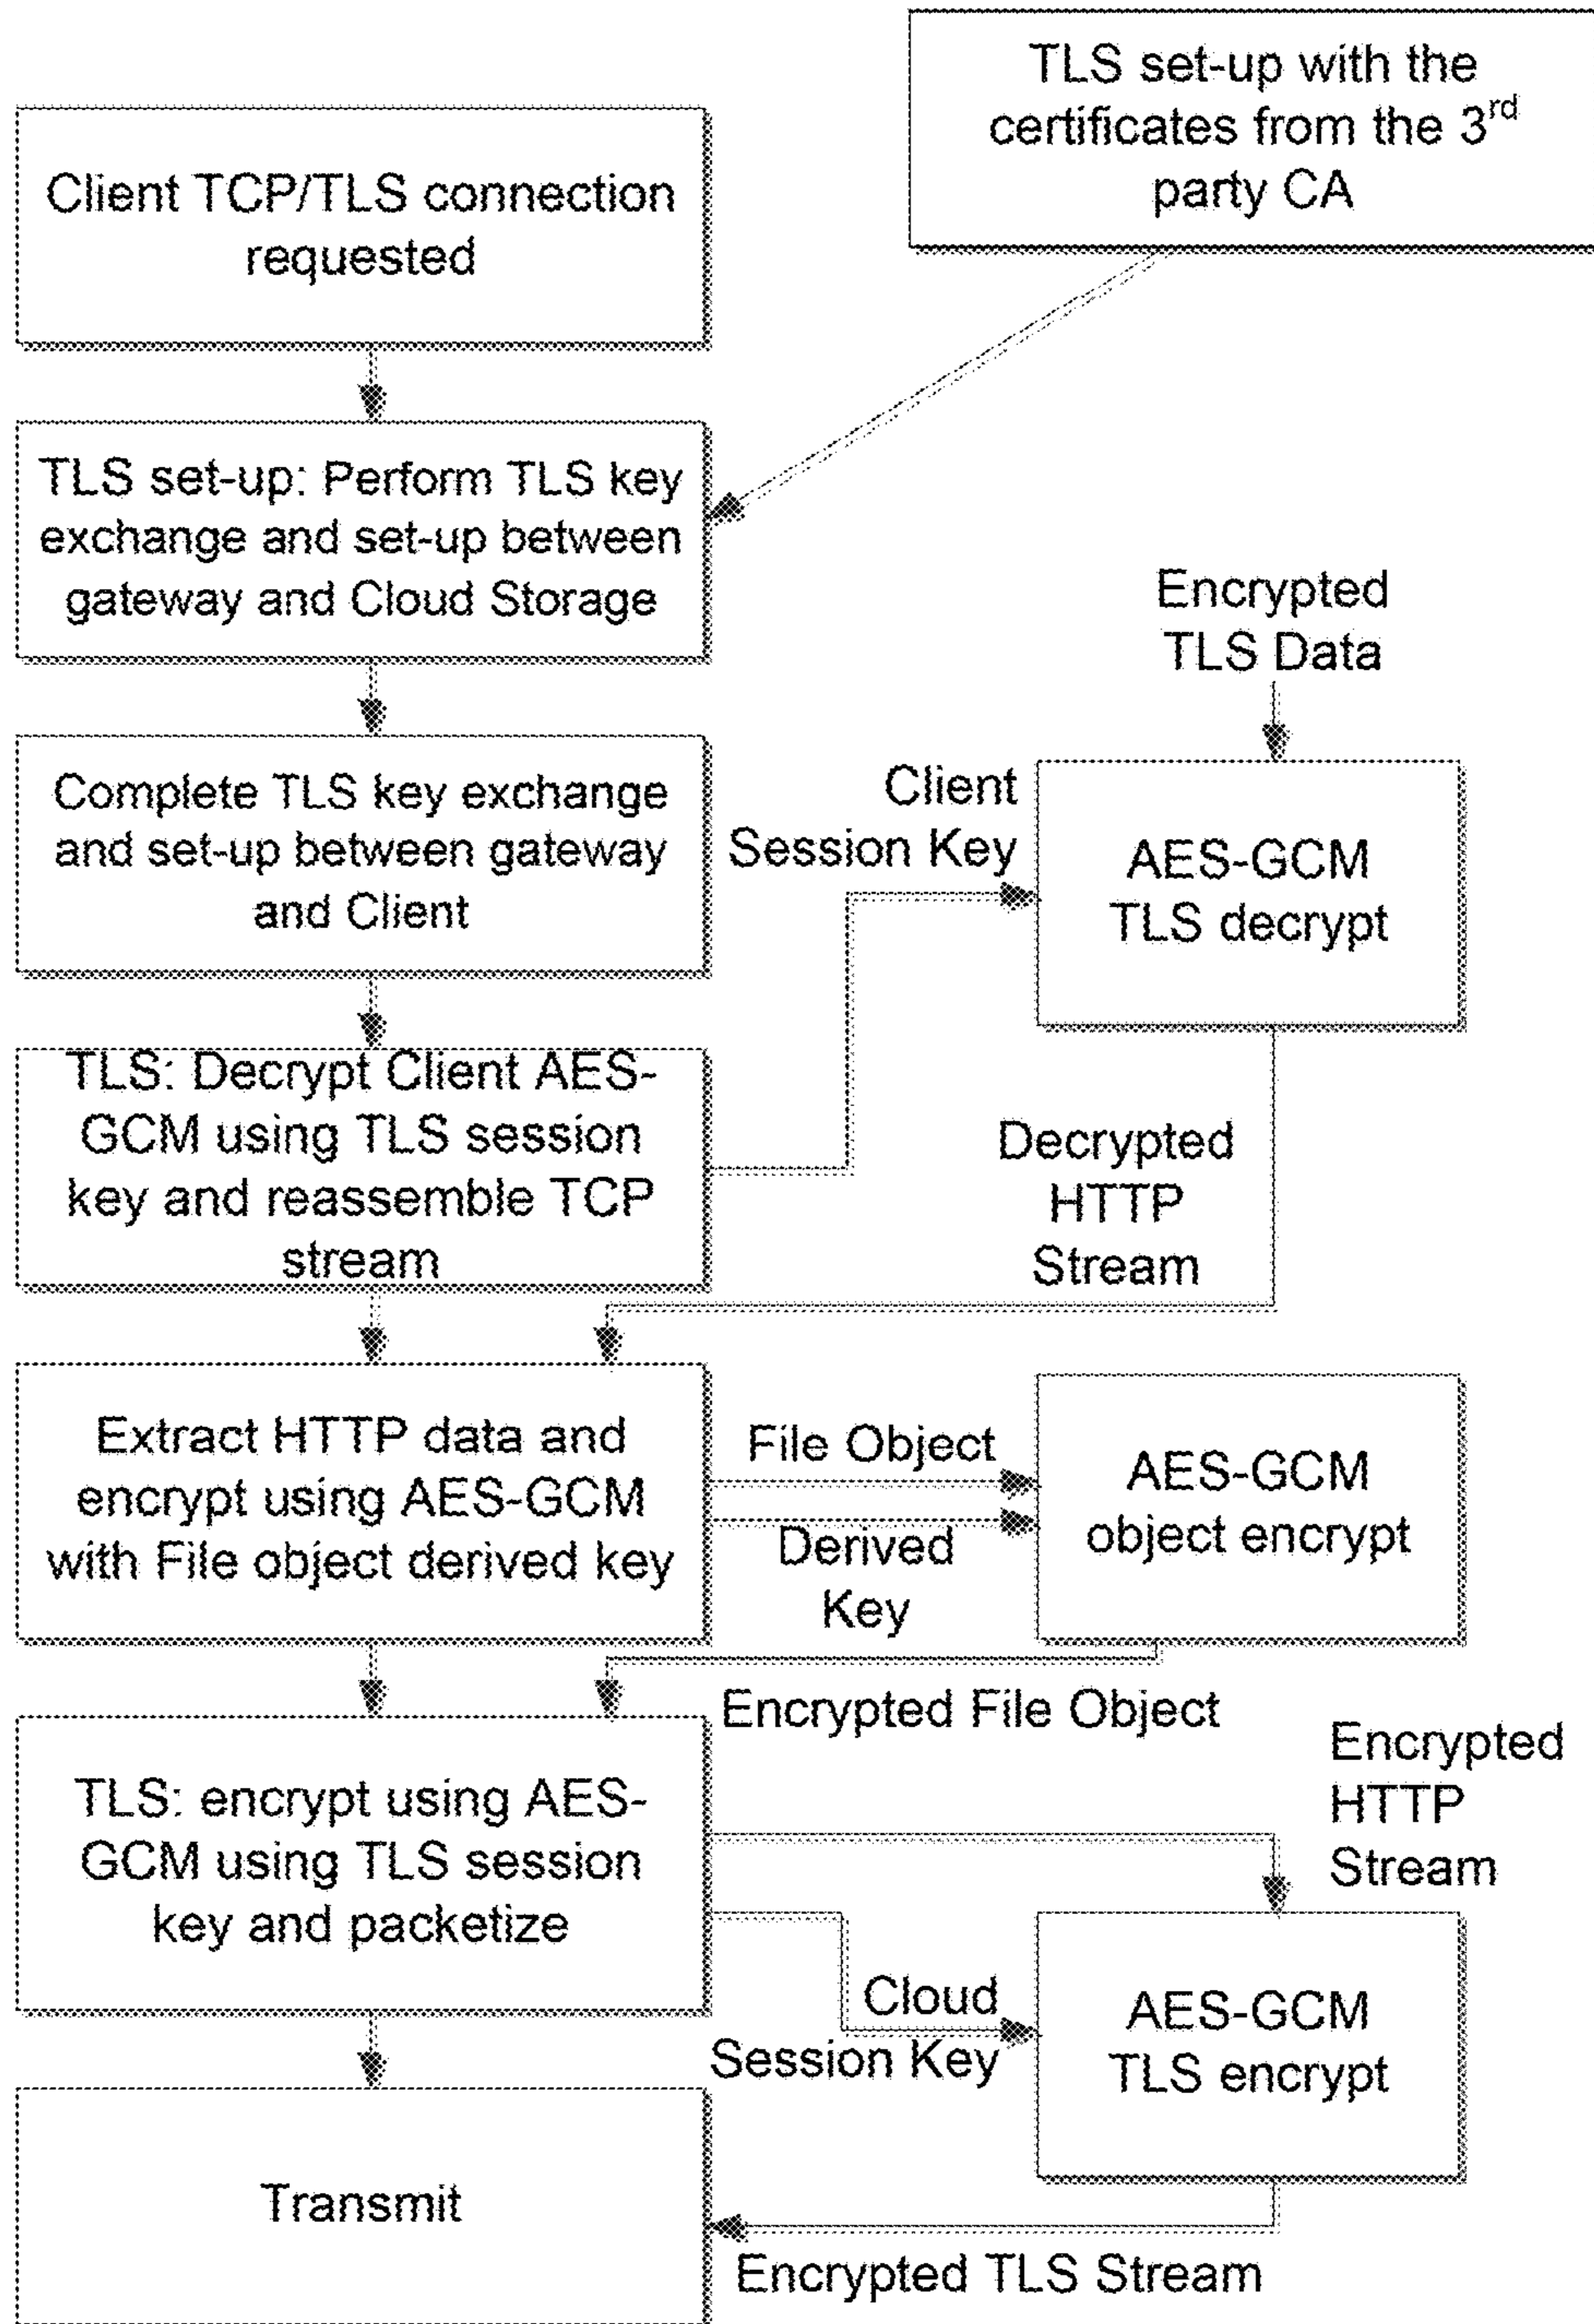 TLS set-up with the
certificates from the 3rd
party CA
Client TCP/TLS connection
requested
TLS set-up: Perform TLS key
exchange and set-up between
gateway and Cloud Storage
Encrypted
TLS Data
Complete TLS key exchange
and set-up between gateway
and Client
Client
Session Key
AES-GCM
TLS decrypt
TLS: Decrypt Client AES-
GCM using TLS session
key and reassemble TCP
stream
Decrypted
HTTP
Stream
Extract HTTP data and
encrypt using AES-GCM
with File object derived key
File Object
Derived
Key
AES-GCM
object encrypt
Encrypted File Object
TLS: encrypt using AES-
GCM using TLS session
key and packetize
Encrypted
HTTP
Stream
Cloud
Session Key
AES-GCM
TLS encrypt
Transmit
Encrypted TLS Stream